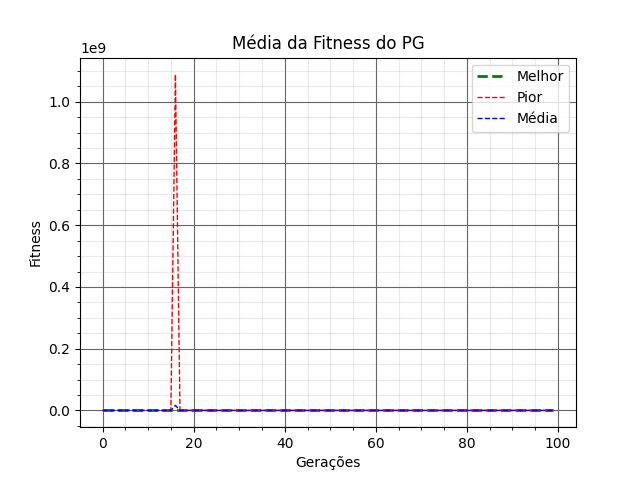 Média da Fitness do PG
1e9
Melhor
Pior
Média
1.0
0.8
0.6
0.4
0.2
0.0
Fitness
0 20 40 60 80 100
Gerações